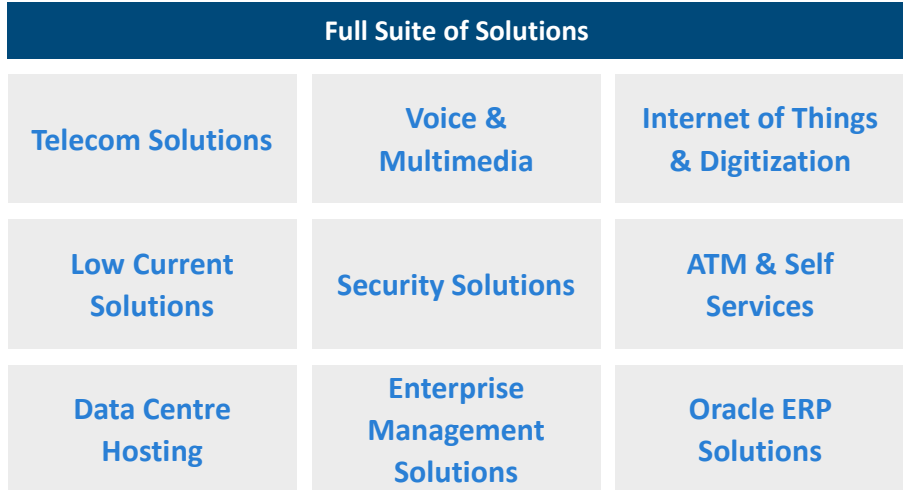 Full Suite of Solutions
Telecom Solutions
Voice &
Multimedia
Internet of Things
& Digitization
Low Current
Solutions
Security Solutions
ATM & Self
Services
Data Centre
Hosting
Enterprise
Management
Solutions
Oracle ERP
Solutions